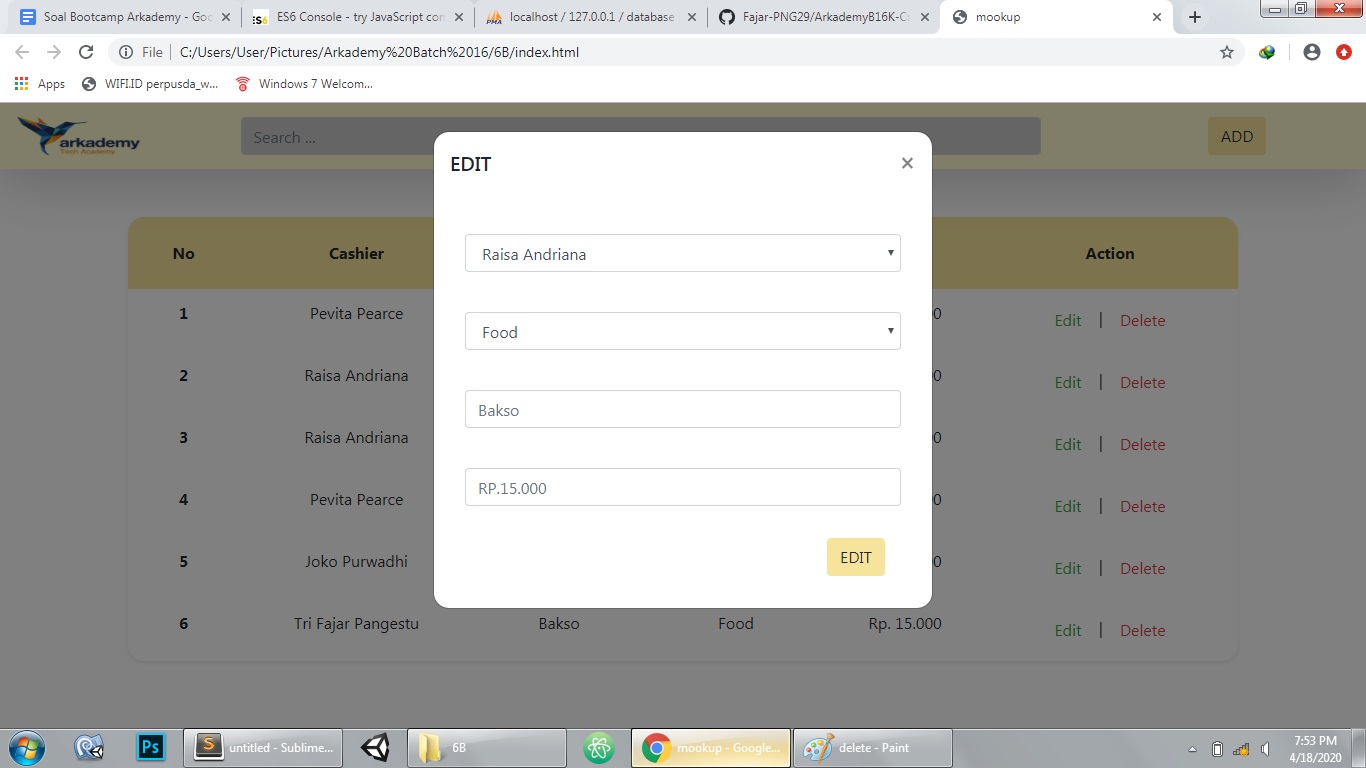 Soal Bootcamp Arkademy - Goo
ES6 Console - try JavaScript con
localhost / 127.0.0.1 / database
Fajar-PNG29/ArkademyB16K-C
mookup
File
C:/Users/User/Pictures/Arkademy%20Batch%2016/6B/index.html
Apps
WIFI.ID perpusda_w...
Windows 7 Welcom...
arkademy
Tech Academy
Search ...
ADD
EDIT ×
No Cashier Action
Raisa Andriana
Food
Bakso
RP.15.000
EDIT
1 Pevita Pearce 0 Edit | Delete
2 Raisa Andriana 0 Edit | Delete
3 Raisa Andriana 0 Edit | Delete
4 Pevita Pearce 0 Edit | Delete
5 Joko Purwadhi 0 Edit | Delete
6 Tri Fajar Pangestu Bakso Food Rp. 15.000 Edit | Delete
Ps
untitled - Sublime...
6B
mookup - Google...
delete - Paint
7:53 PM
4/18/2020